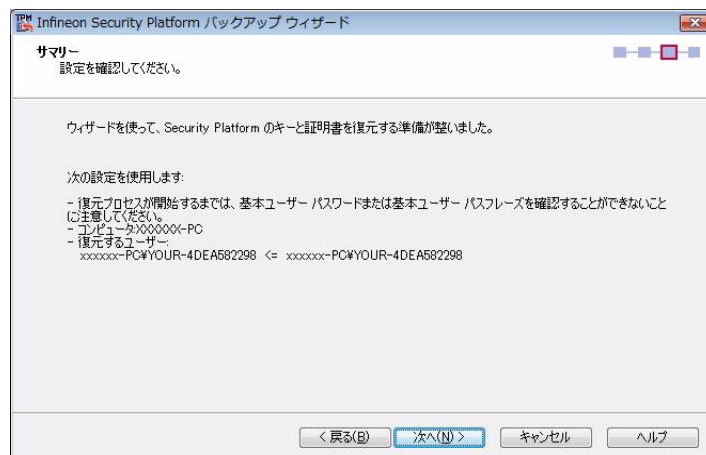 TPM
Infineon Security Platform バックアップ ウィザード
サマリー
設定を確認してください。
ウィザードを使って、Security Platform のキーと証明書を復元する準備が整いました。
次の設定を使用します:
- 復元プロセスが開始するまでは、基本ユーザー パスワードまたは基本ユーザー パスフレーズを確認することができないこと
に注意してください。
- コンピュータ:XXXXXX-PC
- 復元するユーザー:
xxxxxx-PC¥YOUR-4DEA582298 <= xxxxxx-PC¥YOUR-4DEA582298
< 戻る(B) 次へ(N) > キャンセル ヘルプ